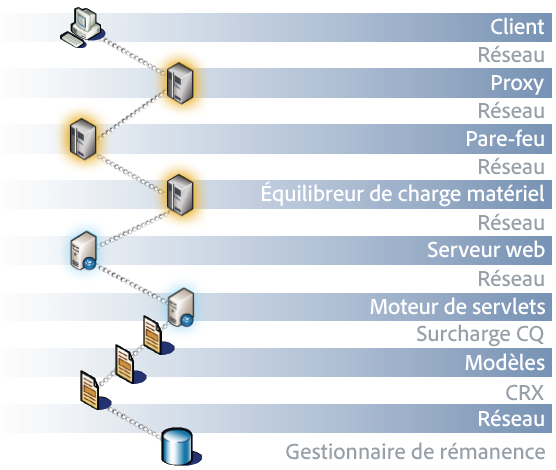 Client
Réseau
Proxy
Réseau
Pare-feu
Réseau
Équilibreur de charge matériel
Réseau
Serveur web
Réseau
Moteur de servlets
Surcharge CQ
Modèles
CRX
Réseau
Gestionnaire de rémanence